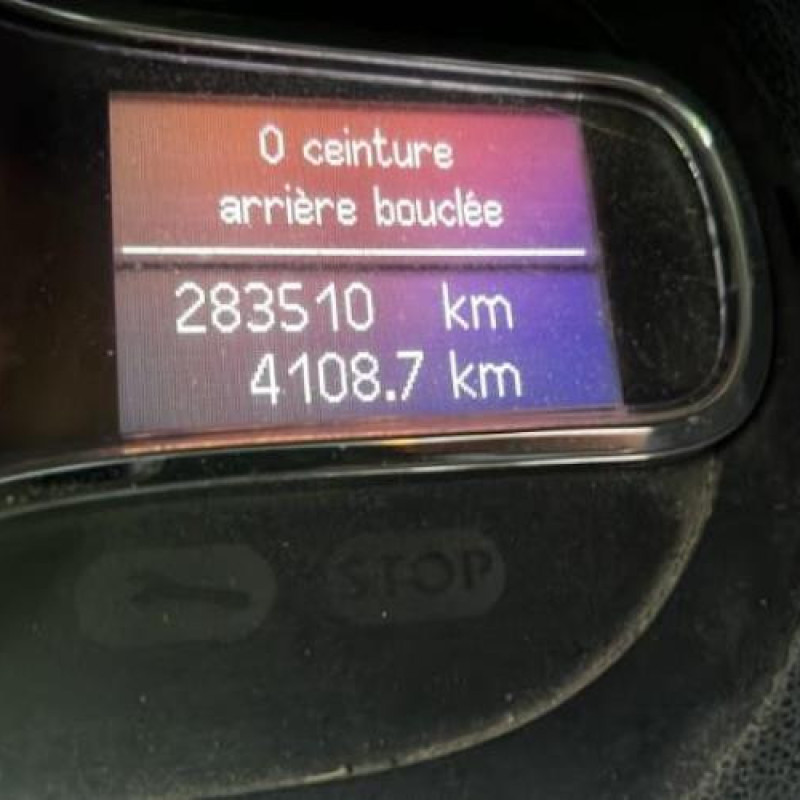 0 ceinture
arrière bouclée
283510 km
4108.7 km
STOP